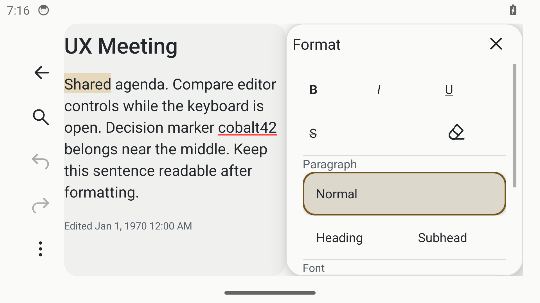 7:16
UX Meeting
Shared agenda. Compare editor
controls while the keyboard is
open. Decision marker cobalt42
belongs near the middle. Keep
this sentence readable after
formatting.
Edited Jan 1, 1970 12:00 AM
Format
B I U
S
Paragraph
Normal
Heading Subhead
Font